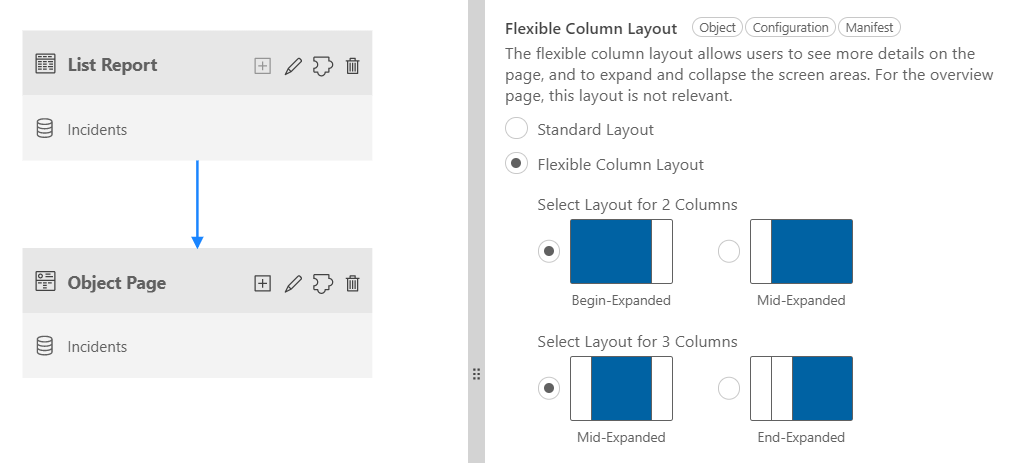 List Report
Incidents
Object Page
Incidents
Flexible Column Layout Object Configuration Manifest
The flexible column layout allows users to see more details on the
page, and to expand and collapse the screen areas. For the overview
page, this layout is not relevant.
Standard Layout
Flexible Column Layout
Select Layout for 2 Columns
Begin-Expanded Mid-Expanded
Select Layout for 3 Columns
Mid-Expanded End-Expanded